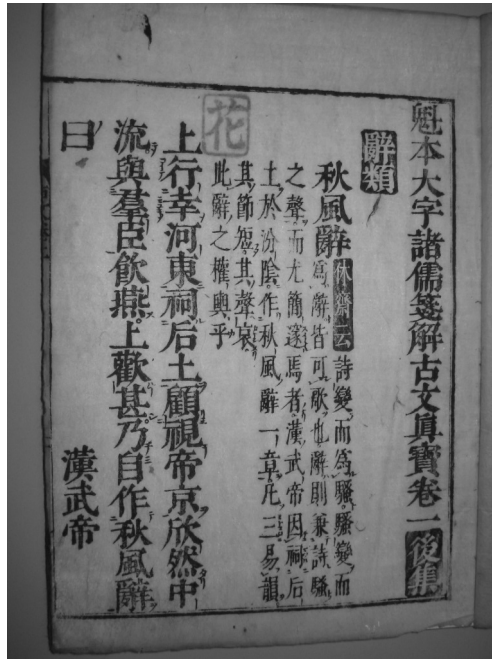 魁本大字諸儒箋解古文眞寶卷一後集
辭類
秋風辭休齋云詩變而爲騷騷變而
爲辭皆可歌也辭則兼詩騷
之聲而尤簡邃焉者漢武帝因祠后
土於汾陰作秋風辭一章凡三易韻
其節短其聲哀
此辭之權輿乎
花
漢武帝
上行幸河東祠后土顧視帝京欣然中
流與羣臣飮燕上歡甚乃自作秋風辭
曰